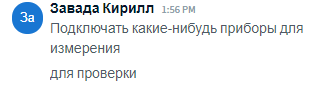 За
Завада Кирилл 1:56 PM
Подключать какие-нибудь приборы для
измерения
для проверки